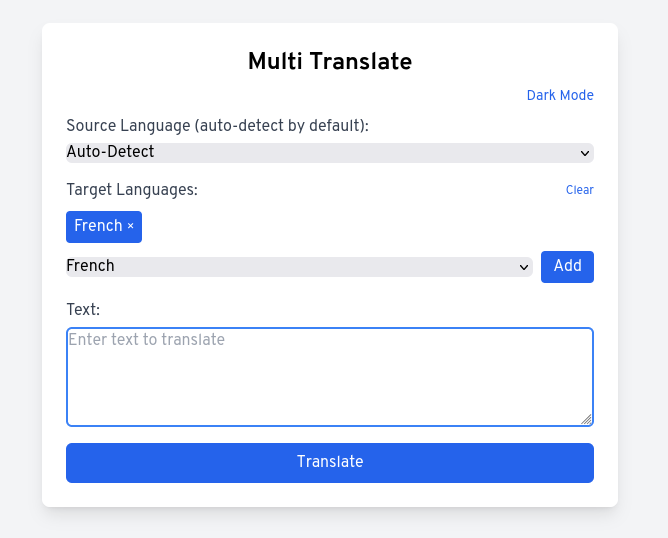 Multi Translate
Dark Mode
Source Language (auto-detect by default):
Auto-Detect
Target Languages:
Clear
French ×
French
Add
Text:
Enter text to translate
Translate